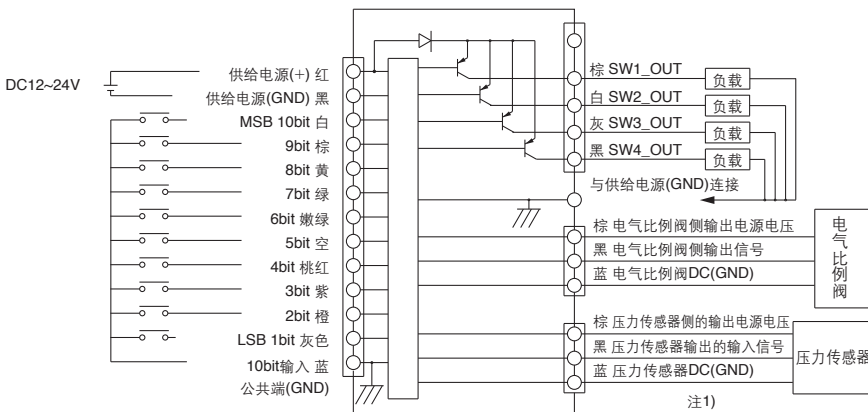 DC12~24V
供给电源(+) 红
供给电源(GND) 黑
MSB 10bit 白
9bit 棕
8bit 黄
7bit 绿
6bit 嫩绿
5bit 空
4bit 桃红
3bit 紫
2bit 橙
LSB 1bit 灰色
10bit输入 蓝
公共端(GND)
棕 SW1_OUT 负载
白 SW2_OUT 负载
灰 SW3_OUT 负载
黑 SW4_OUT 负载
与供给电源(GND)连接
棕 电气比例阀侧输出电源电压
黑 电气比例阀侧输出信号
蓝 电气比例阀DC(GND)
电气比例阀
棕 压力传感器侧的输出电源电压
黑 压力传感器输出的输入信号
蓝 压力传感器DC(GND)
压力传感器
注1)